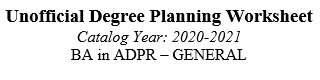 Unofficial Degree Planning Worksheet
Catalog Year: 2020-2021
BA in ADPR – GENERAL